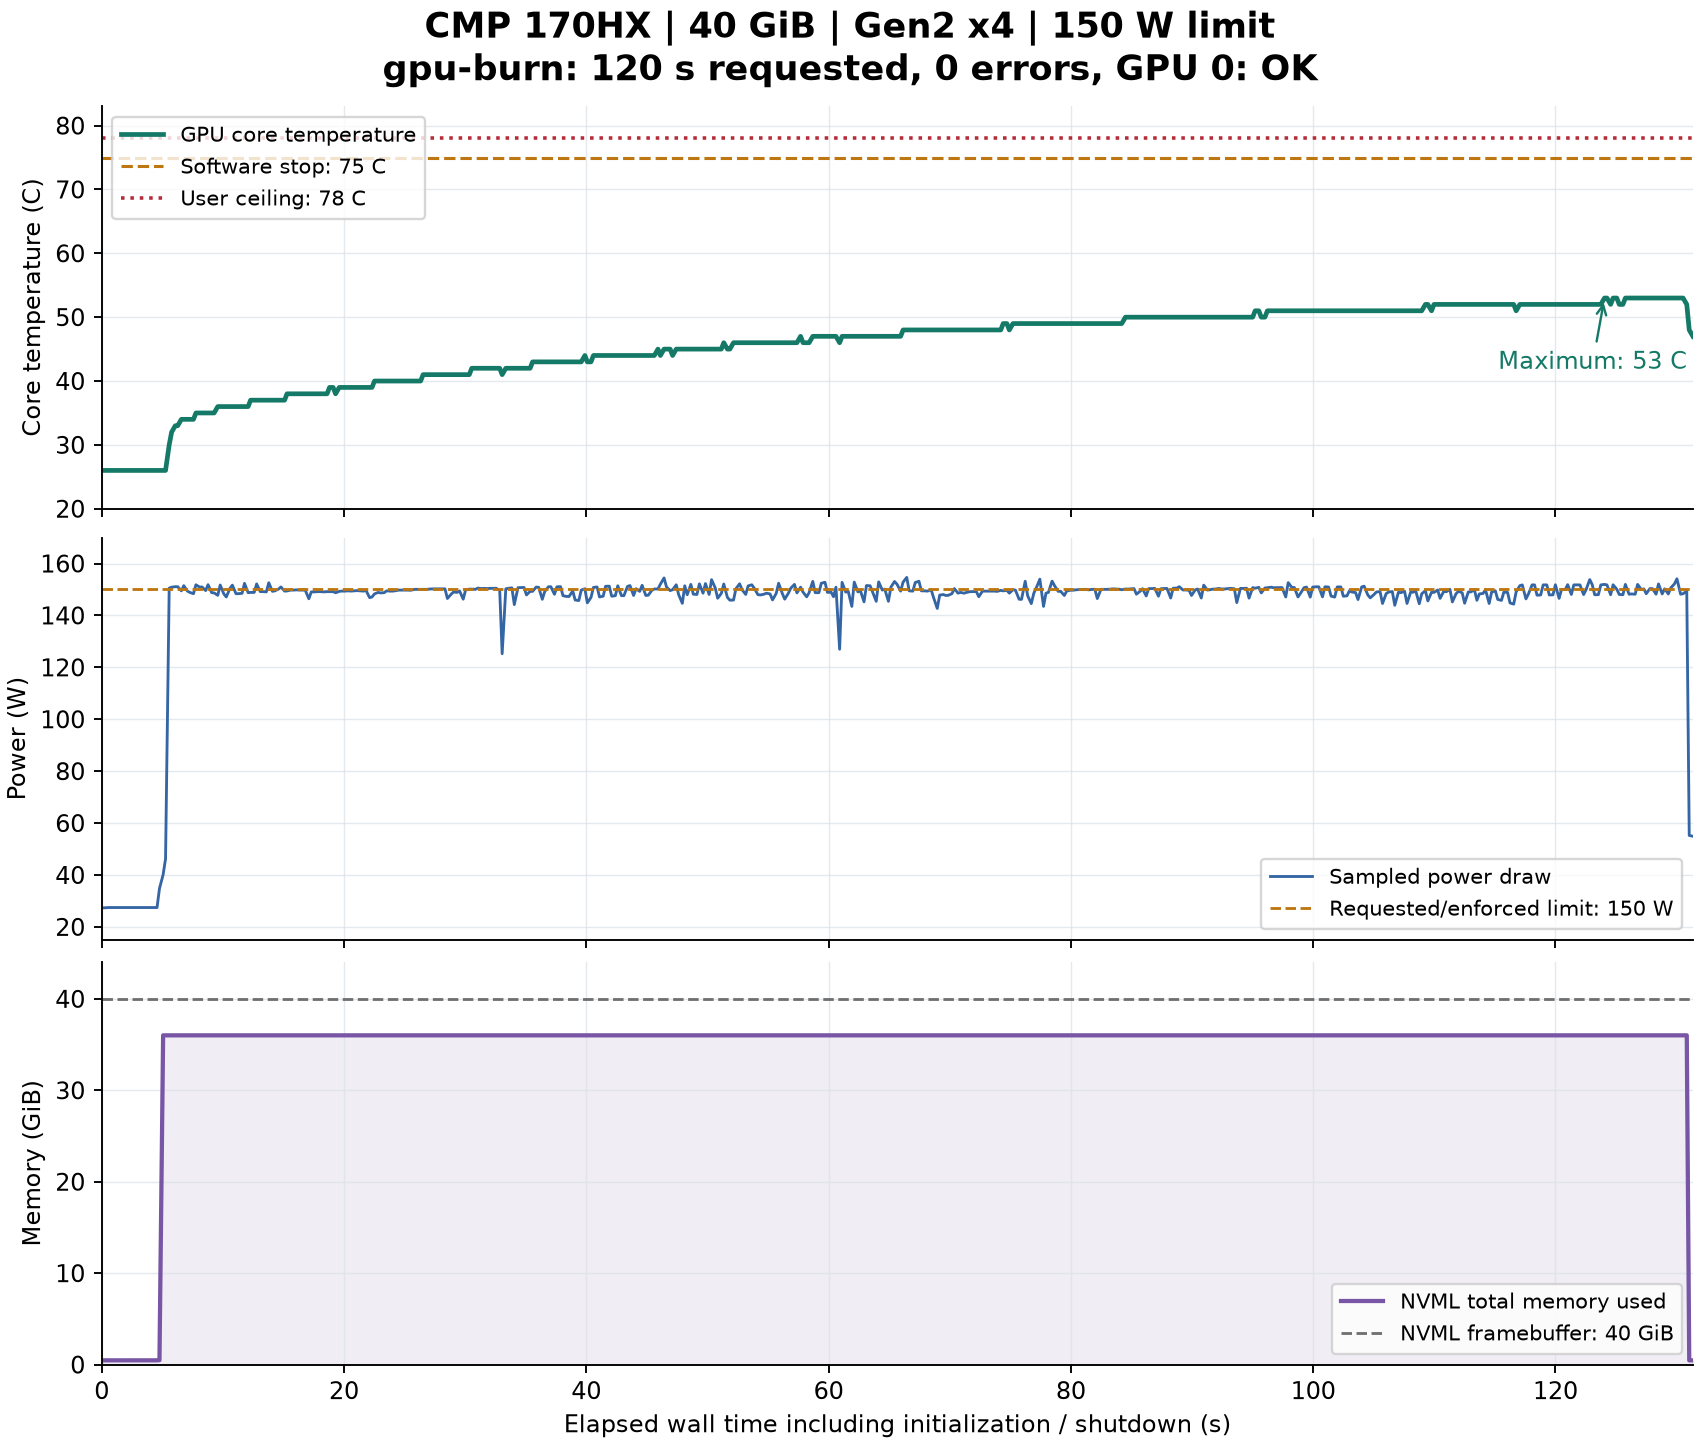 CMP 170HX | 40 GiB | Gen2 x4 | 150 W limit
gpu-burn: 120 s requested, 0 errors, GPU 0: OK
Core temperature (C)
80
70
60
50
40
30
20
GPU core temperature
Software stop: 75 C
User ceiling: 78 C
Maximum: 53 C
Power (W)
160
140
120
100
80
60
40
20
Sampled power draw
Requested/enforced limit: 150 W
Memory (GiB)
40
30
20
10
0
NVML total memory used
NVML framebuffer: 40 GiB
0 20 40 60 80 100 120
Elapsed wall time including initialization / shutdown (s)